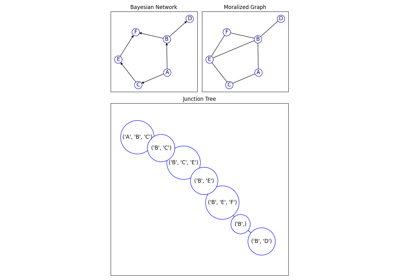 Bayesian Network
Moralized Graph
D
F
B
E
A
C
D
F
B
E
A
C
Junction Tree
('A', 'B', 'C')
('B', 'C')
('B', 'C', 'E')
('B', 'E')
('B', 'E', 'F')
('B',)
('B', 'D')